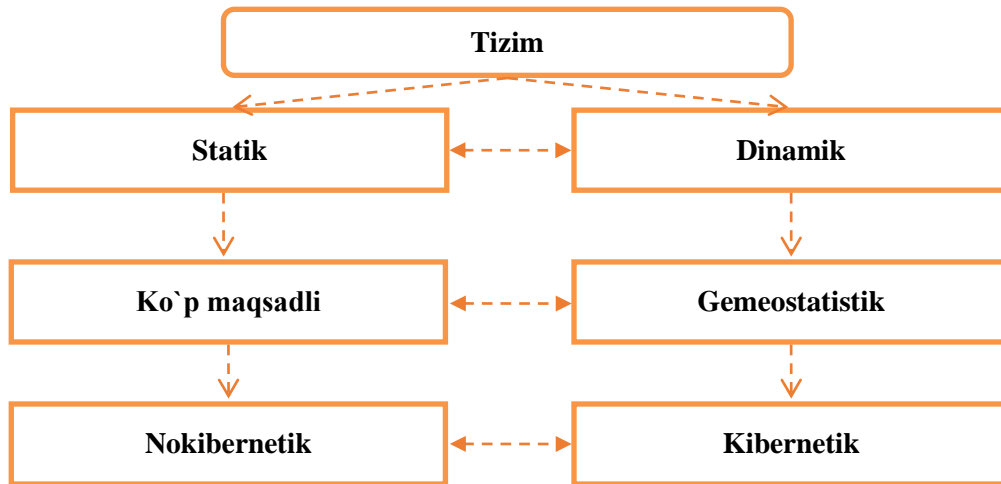 Tizim
Statik
Dinamik
Ko`p maqsadli
Gemeostatistik
Nokibernetik
Kibernetik